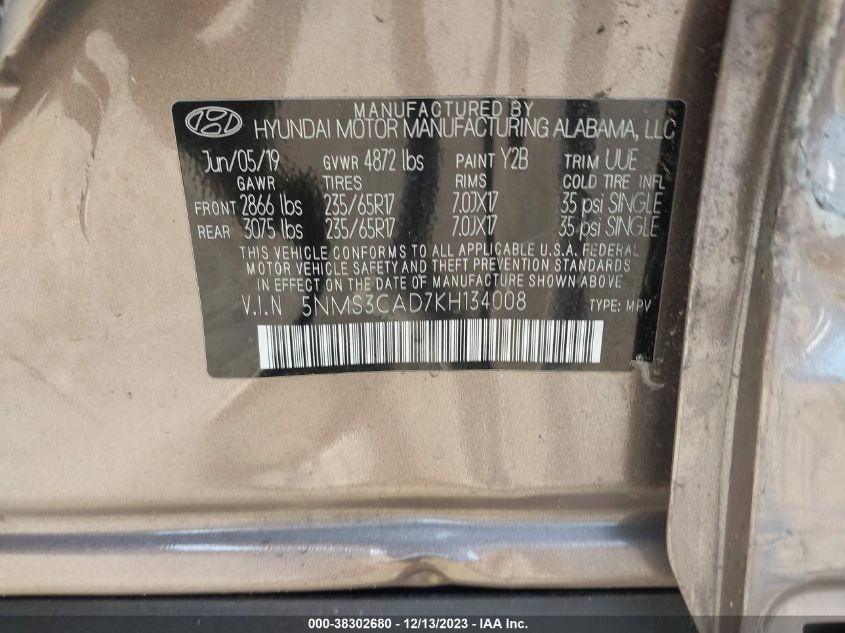 MANUFACTURED BY
HYUNDAI MOTOR MANUFACTURING ALABAMA, LLC
Jun/05/19 GVWR 4872 lbs PAINT Y2B TRIM UUE
GAWR TIRES RIMS COLD TIRE INFL
FRONT 2866 lbs 235/65R17 7.0JX17 35 psi SINGLE
REAR 3075 lbs 235/65R17 7.0JX17 35 psi SINGLE
THIS VEHICLE CONFORMS TO ALL APPLICABLE U.S.A. FEDERAL
MOTOR VEHICLE SAFETY AND THEFT PREVENTION STANDARDS
IN EFFECT ON THE DATE OF MANUFACTURE SHOWN ABOVE
V.I.N 5NMS3CAD7KH134008 TYPE: MPV
000-38302680 - 12/13/2023 - IAA Inc.